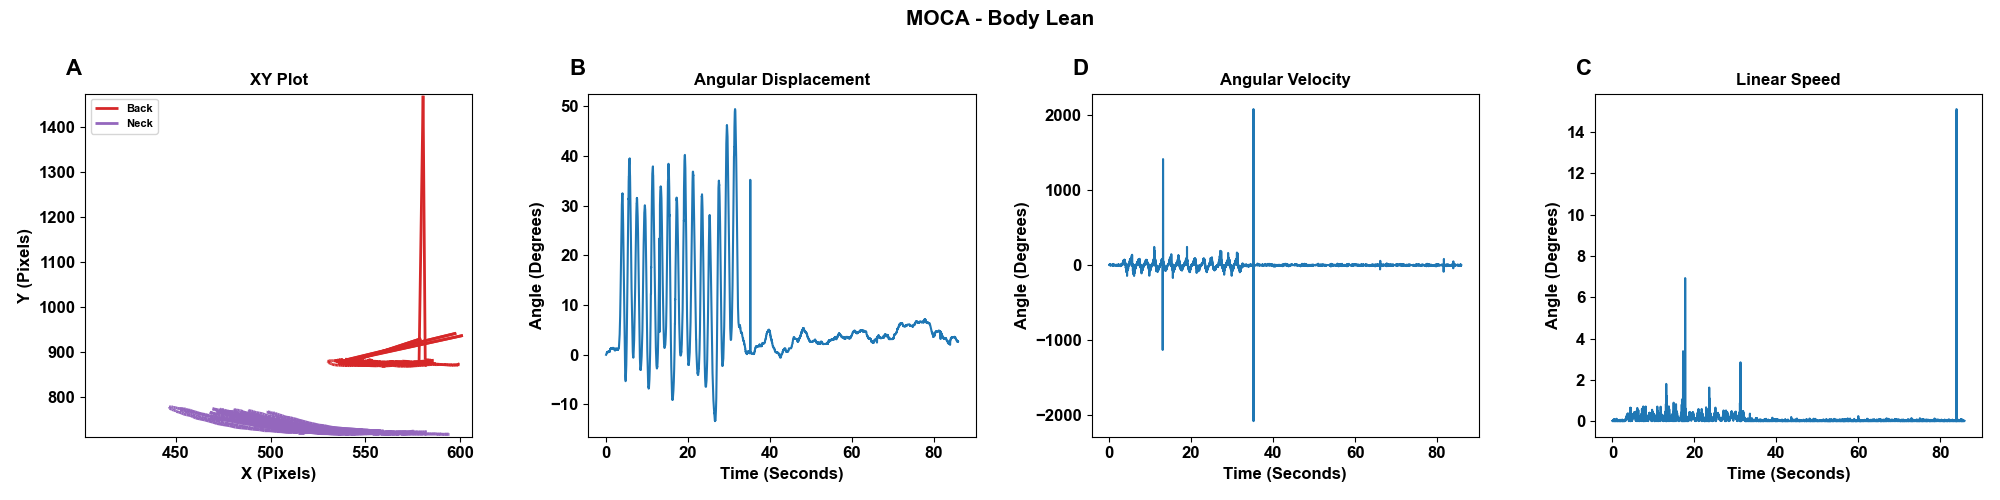 MOCA - Body Lean
A
XY Plot
Back
Neck
1400
1300
1200
1100
1000
900
800
450
500
550
600
Y (Pixels)
X (Pixels)
B
Angular Displacement
50
40
30
20
10
0
−10
0
20
40
60
80
Angle (Degrees)
Time (Seconds)
D
Angular Velocity
2000
1000
0
−1000
−2000
0
20
40
60
80
Angle (Degrees)
Time (Seconds)
C
Linear Speed
14
12
10
8
6
4
2
0
0
20
40
60
80
Angle (Degrees)
Time (Seconds)